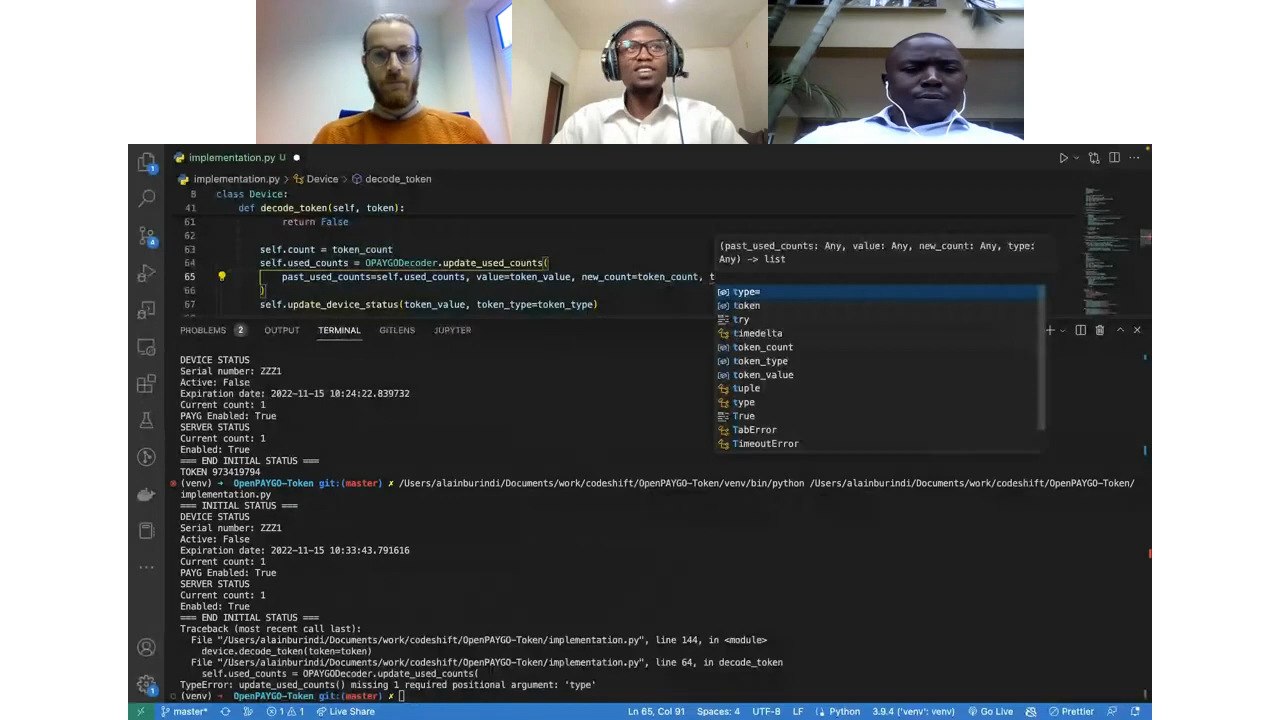 implementation.py U
implementation.py > Device > decode_token
8 class Device:
41 def decode_token(self, token):
61 return False
62
63 self.count = token_count
64 self.used_counts = OPAYGODecoder.update_used_counts(
65 past_used_counts=self.used_counts, value=token_value, new_count=token_count, t
66 )
67 self.update_device_status(token_value, token_type=token_type)
(past_used_counts: Any, value: Any, new_count: Any, type:
Any) -> list
type=
token
try
timedelta
token_count
token_type
token_value
tuple
type
True
TabError
TimeoutError
PROBLEMS 2 OUTPUT TERMINAL GITLENS JUPYTER
DEVICE STATUS
Serial number: ZZZ1
Active: False
Expiration date: 2022-11-15 10:24:22.839732
Current count: 1
PAYG Enabled: True
SERVER STATUS
Current count: 1
Enabled: True
=== END INITIAL STATUS ===
TOKEN 973419794
(venv) ➜ OpenPAYGO-Token git:(master) ✗ /Users/alainburindi/Documents/work/codeshift/OpenPAYGO-Token/venv/bin/python /Users/alainburindi/Documents/work/codeshift/OpenPAYGO-Token/
implementation.py
=== INITIAL STATUS ===
DEVICE STATUS
Serial number: ZZZ1
Active: False
Expiration date: 2022-11-15 10:33:43.791616
Current count: 1
PAYG Enabled: True
SERVER STATUS
Current count: 1
Enabled: True
=== END INITIAL STATUS ===
Traceback (most recent call last):
File "/Users/alainburindi/Documents/work/codeshift/OpenPAYGO-Token/implementation.py", line 144, in <module>
device.decode_token(token=token)
File "/Users/alainburindi/Documents/work/codeshift/OpenPAYGO-Token/implementation.py", line 64, in decode_token
self.used_counts = OPAYGODecoder.update_used_counts(
TypeError: update_used_counts() missing 1 required positional argument: 'type'
(venv) ➜ OpenPAYGO-Token git:(master) ✗
1
4
1
master* 1 1 Live Share Ln 65, Col 91 Spaces: 4 UTF-8 LF Python 3.9.4 ('venv': venv) Go Live Prettier